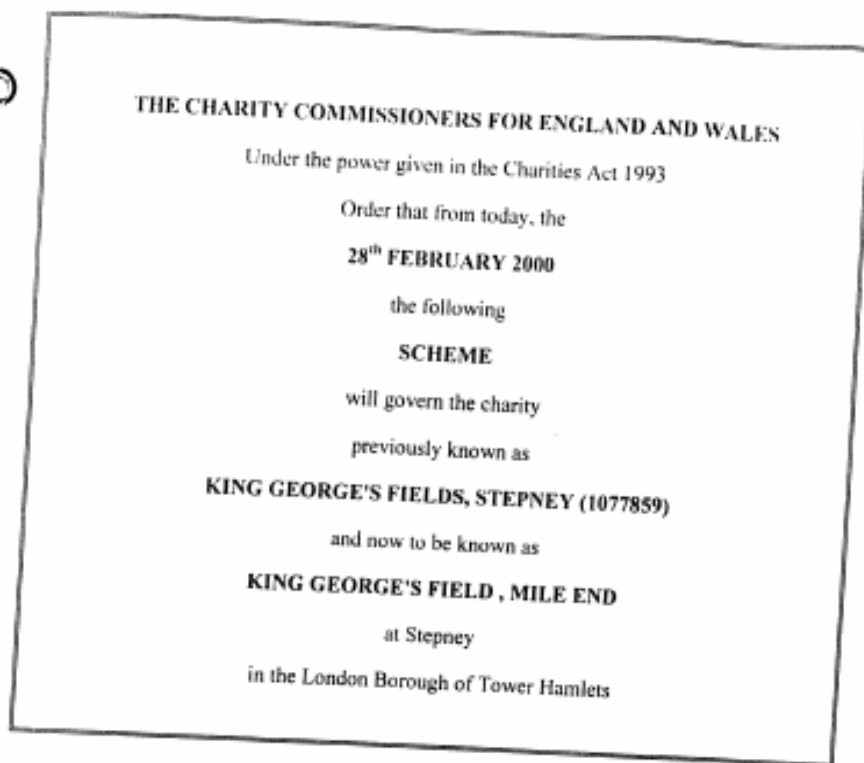 THE CHARITY COMMISSIONERS FOR ENGLAND AND WALES
Under the power given in the Charities Act 1993
Order that from today, the
28th FEBRUARY 2000
the following
SCHEME
will govern the charity
previously known as
KING GEORGE'S FIELDS, STEPNEY (1077859)
and now to be known as
KING GEORGE'S FIELD , MILE END
at Stepney
in the London Borough of Tower Hamlets